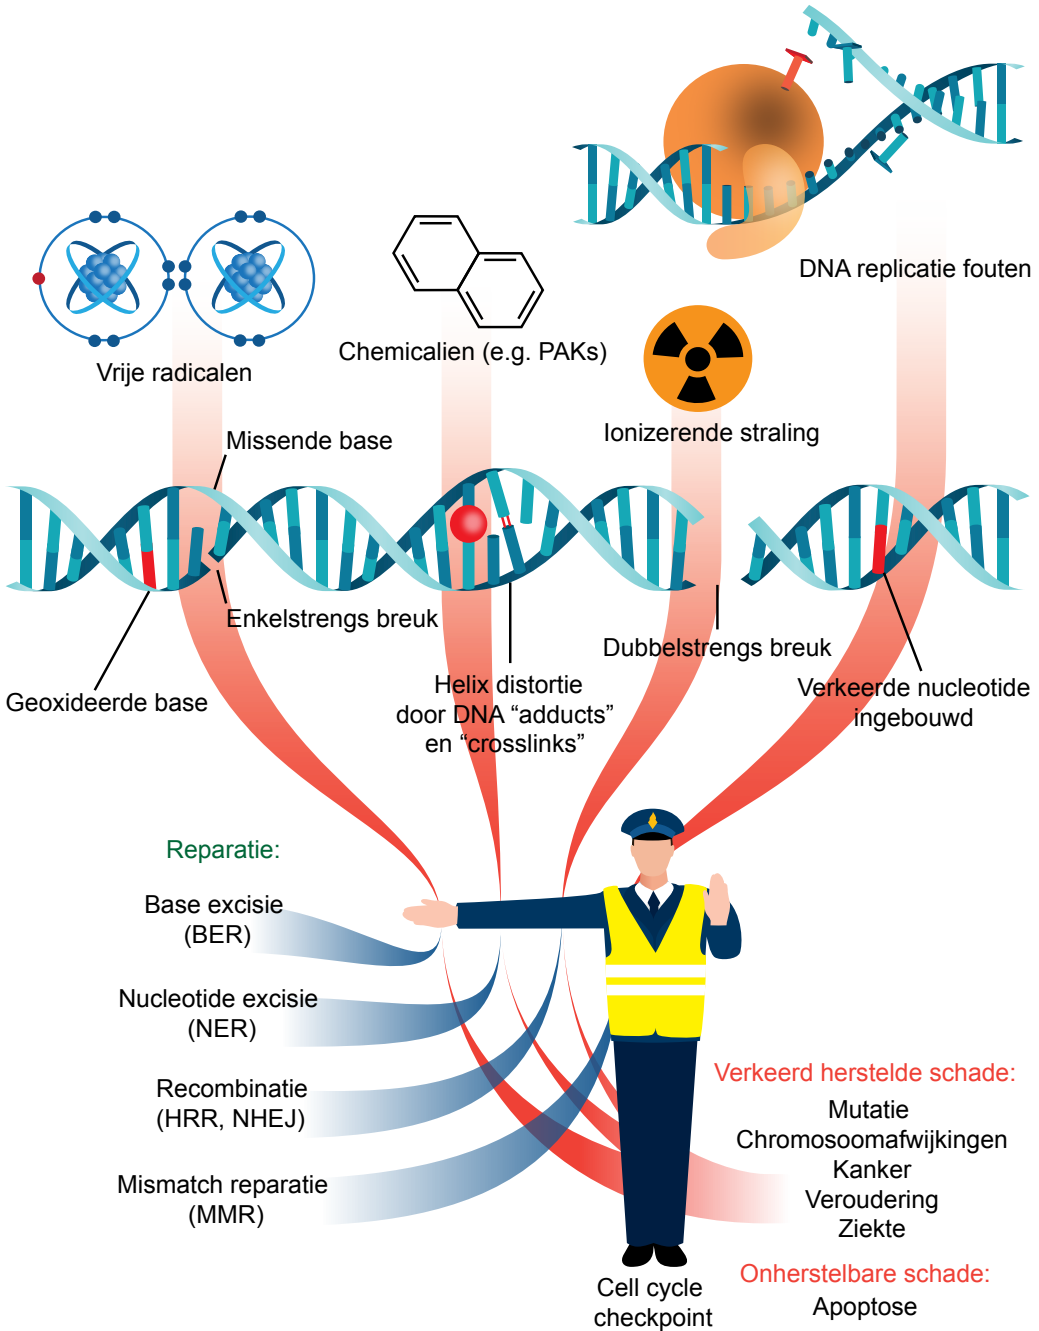 DNA replicatie fouten
Vrije radicalen
Chemicalien (e.g. PAKs)
Ionizerende straling
Missende base
Enkelstrengs breuk
Geoxideerde base
Helix distortie
door DNA “adducts”
en “crosslinks”
Dubbelstrengs breuk
Verkeerde nucleotide
ingebouwd
Reparatie:
Base excisie
(BER)
Nucleotide excisie
(NER)
Recombinatie
(HRR, NHEJ)
Mismatch reparatie
(MMR)
Cell cycle
checkpoint
Verkeerd herstelde schade:
Mutatie
Chromosoomafwijkingen
Kanker
Veroudering
Ziekte
Onherstelbare schade:
Apoptose